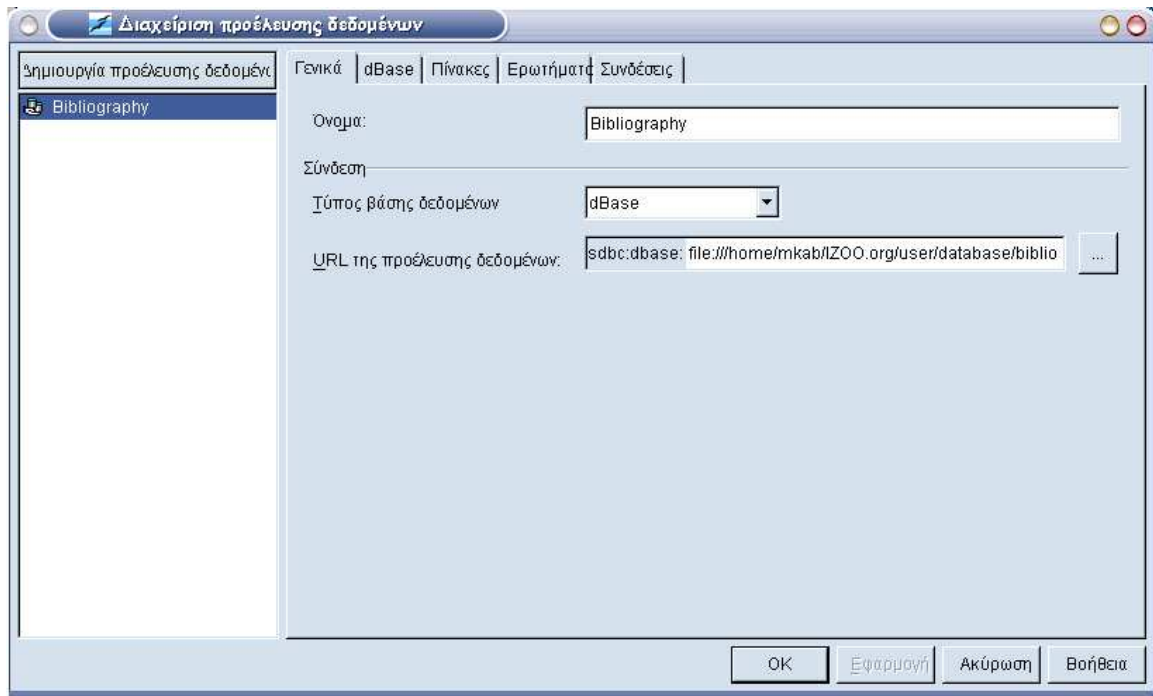 Διαχείριση προέλευσης δεδομένων
Δημιουργία προέλευσης δεδομένα
Γενικά dBase Πίνακες Ερωτήματα Συνδέσεις
Bibliography
Όνομα: Bibliography
Σύνδεση
Τύπος βάσης δεδομένων dBase
URL της προέλευσης δεδομένων: sdbc:dbase: file:///home/mkab/IZOO.org/user/database/biblio ...
OK Εφαρμογή Ακύρωση Βοήθεια